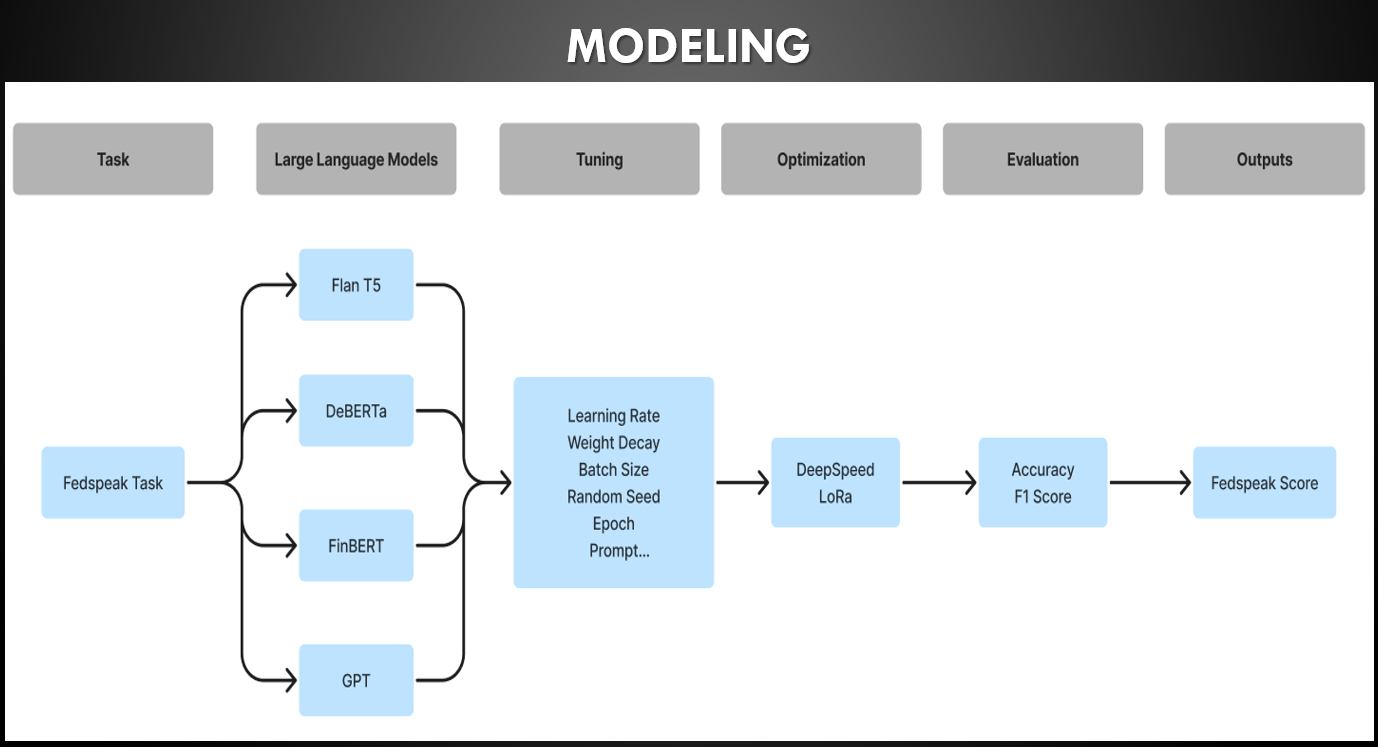 MODELING
Task
Large Language Models
Tuning
Optimization
Evaluation
Outputs
Fedspeak Task
Flan T5
DeBERTa
FinBERT
GPT
Learning Rate
Weight Decay
Batch Size
Random Seed
Epoch
Prompt...
DeepSpeed
LoRa
Accuracy
F1 Score
Fedspeak Score